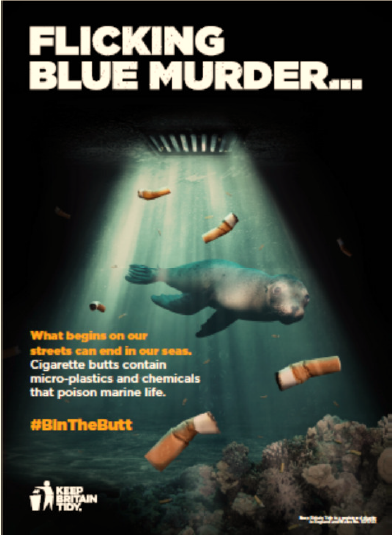 FLICKING
BLUE MURDER...
What begins on our
streets can end in our seas.
Cigarette butts contain
micro-plastics and chemicals
that poison marine life.
#BInTheButt
KEEP
BRITAIN
TIDY.